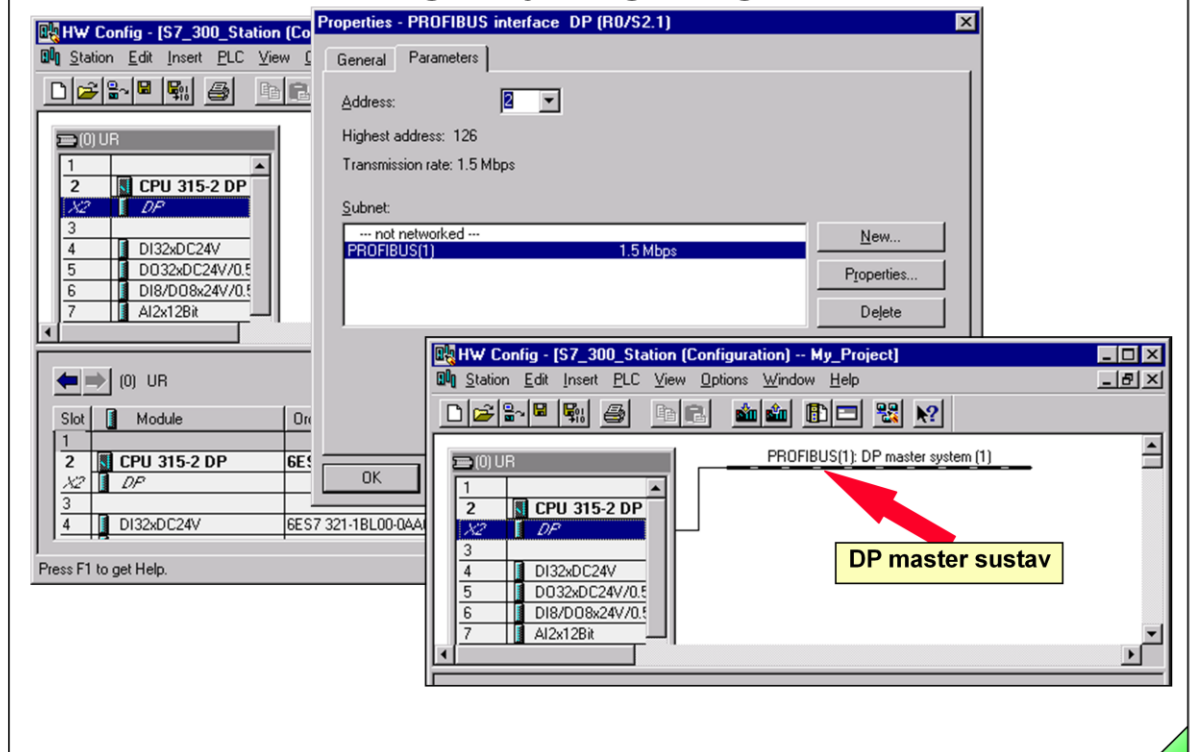 HW Config - [S7_300_Station (Co
Station Edit Insert PLC View
(0) UR
1
2 CPU 315-2 DP
X2 DP
3
4 DI32xDC24V
5 DO32xDC24V/0.5
6 DI8/DO8x24V/0.5
7 AI2x12Bit
(0) UR
Slot Module
1
2 CPU 315-2 DP 6ES
X2 DP
3
4 DI32xDC24V 6ES7 321-1BL00-0AA
Press F1 to get Help.
Properties - PROFIBUS interface DP (R0/S2.1)
General Parameters
Address: 2
Highest address: 126
Transmission rate: 1.5 Mbps
Subnet:
--- not networked ---
PROFIBUS(1) 1.5 Mbps
New...
Properties...
Delete
OK
HW Config - [S7_300_Station (Configuration) -- My_Project]
Station Edit Insert PLC View Options Window Help
(0) UR
1
2 CPU 315-2 DP
X2 DP
3
4 DI32xDC24V
5 DO32xDC24V/0.5
6 DI8/DO8x24V/0.5
7 AI2x12Bit
PROFIBUS(1): DP master system (1)
DP master sustav